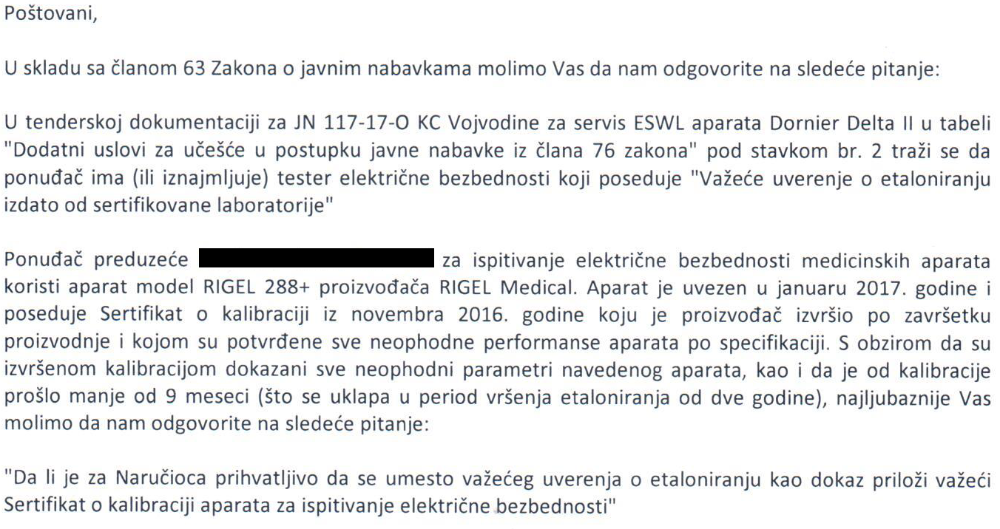 Poštovani,
U skladu sa članom 63 Zakona o javnim nabavkama molimo Vas da nam odgovorite na sledeće pitanje:
U tenderskoj dokumentaciji za JN 117-17-O KC Vojvodine za servis ESWL aparata Dornier Delta II u tabeli
"Dodatni uslovi za učešće u postupku javne nabavke iz člana 76 zakona" pod stavkom br. 2 traži se da
ponuđač ima (ili iznajmljuje) tester električne bezbednosti koji poseduje "Važeće uverenje o etaloniranju
izdato od sertifikovane laboratorije"
Ponuđač preduzeće za ispitivanje električne bezbednosti medicinskih aparata
koristi aparat model RIGEL 288+ proizvođača RIGEL Medical. Aparat je uvezen u januaru 2017. godine i
poseduje Sertifikat o kalibraciji iz novembra 2016. godine koju je proizvođač izvršio po završetku
proizvodnje i kojom su potvrđene sve neophodne performanse aparata po specifikaciji. S obzirom da su
izvršenom kalibracijom dokazani sve neophodni parametri navedenog aparata, kao i da je od kalibracije
prošlo manje od 9 meseci (što se uklapa u period vršenja etaloniranja od dve godine), najljubaznije Vas
molimo da nam odgovorite na sledeće pitanje:
"Da li je za Naručioca prihvatljivo da se umesto važećeg uverenja o etaloniranju kao dokaz priloži važeći
Sertifikat o kalibraciji aparata za ispitivanje električne bezbednosti"